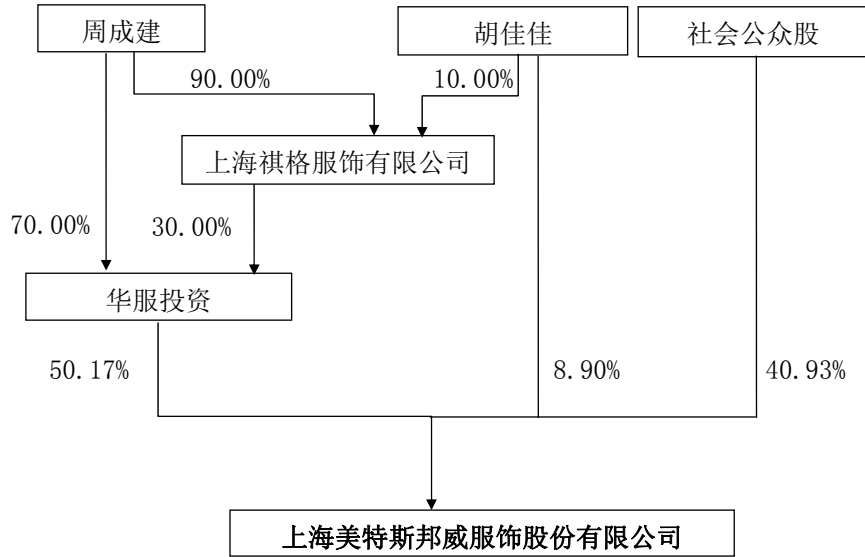 周成建
胡佳佳
社会公众股
90.00%
10.00%
上海祺格服饰有限公司
70.00%
30.00%
华服投资
50.17%
8.90%
40.93%
上海美特斯邦威服饰股份有限公司